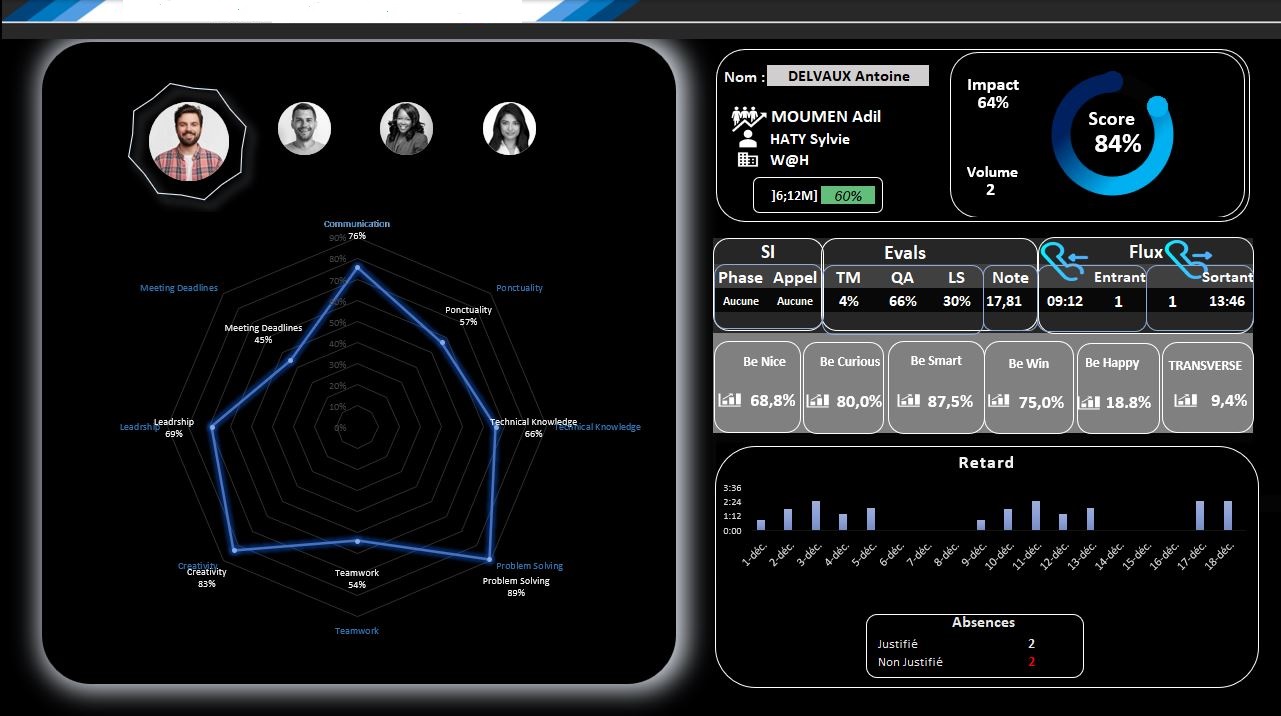 Communication
76%
90%
80%
70%
60%
50%
40%
30%
20%
10%
0%
Meeting Deadlines
Meeting Deadlines
45%
Ponctuality
Ponctuality
57%
Leadrship
Leadrship
69%
Technical Knowledge
Technical Knowledge
66%
Creativity
Creativity
83%
Teamwork
54%
Teamwork
Problem Solving
Problem Solving
89%
Nom :
DELVAUX Antoine
MOUMEN Adil
HATY Sylvie
W@H
]6;12M] 60%
Impact
64%
Volume
2
Score
84%
SI Evals Flux
Phase Appel TM QA LS Note Entrant Sortant
Aucune Aucune 4% 66% 30% 17,81 09:12 1 1 13:46
Be Nice Be Curious Be Smart Be Win Be Happy TRANSVERSE
68,8% 80,0% 87,5% 75,0% 18.8% 9,4%
Retard
3:36
2:24
1:12
0:00
1-déc. 2-déc. 3-déc. 4-déc. 5-déc. 6-déc. 7-déc. 8-déc. 9-déc. 10-déc. 11-déc. 12-déc. 13-déc. 14-déc. 15-déc. 16-déc. 17-déc. 18-déc.
Absences
Justifié 2
Non Justifié 2